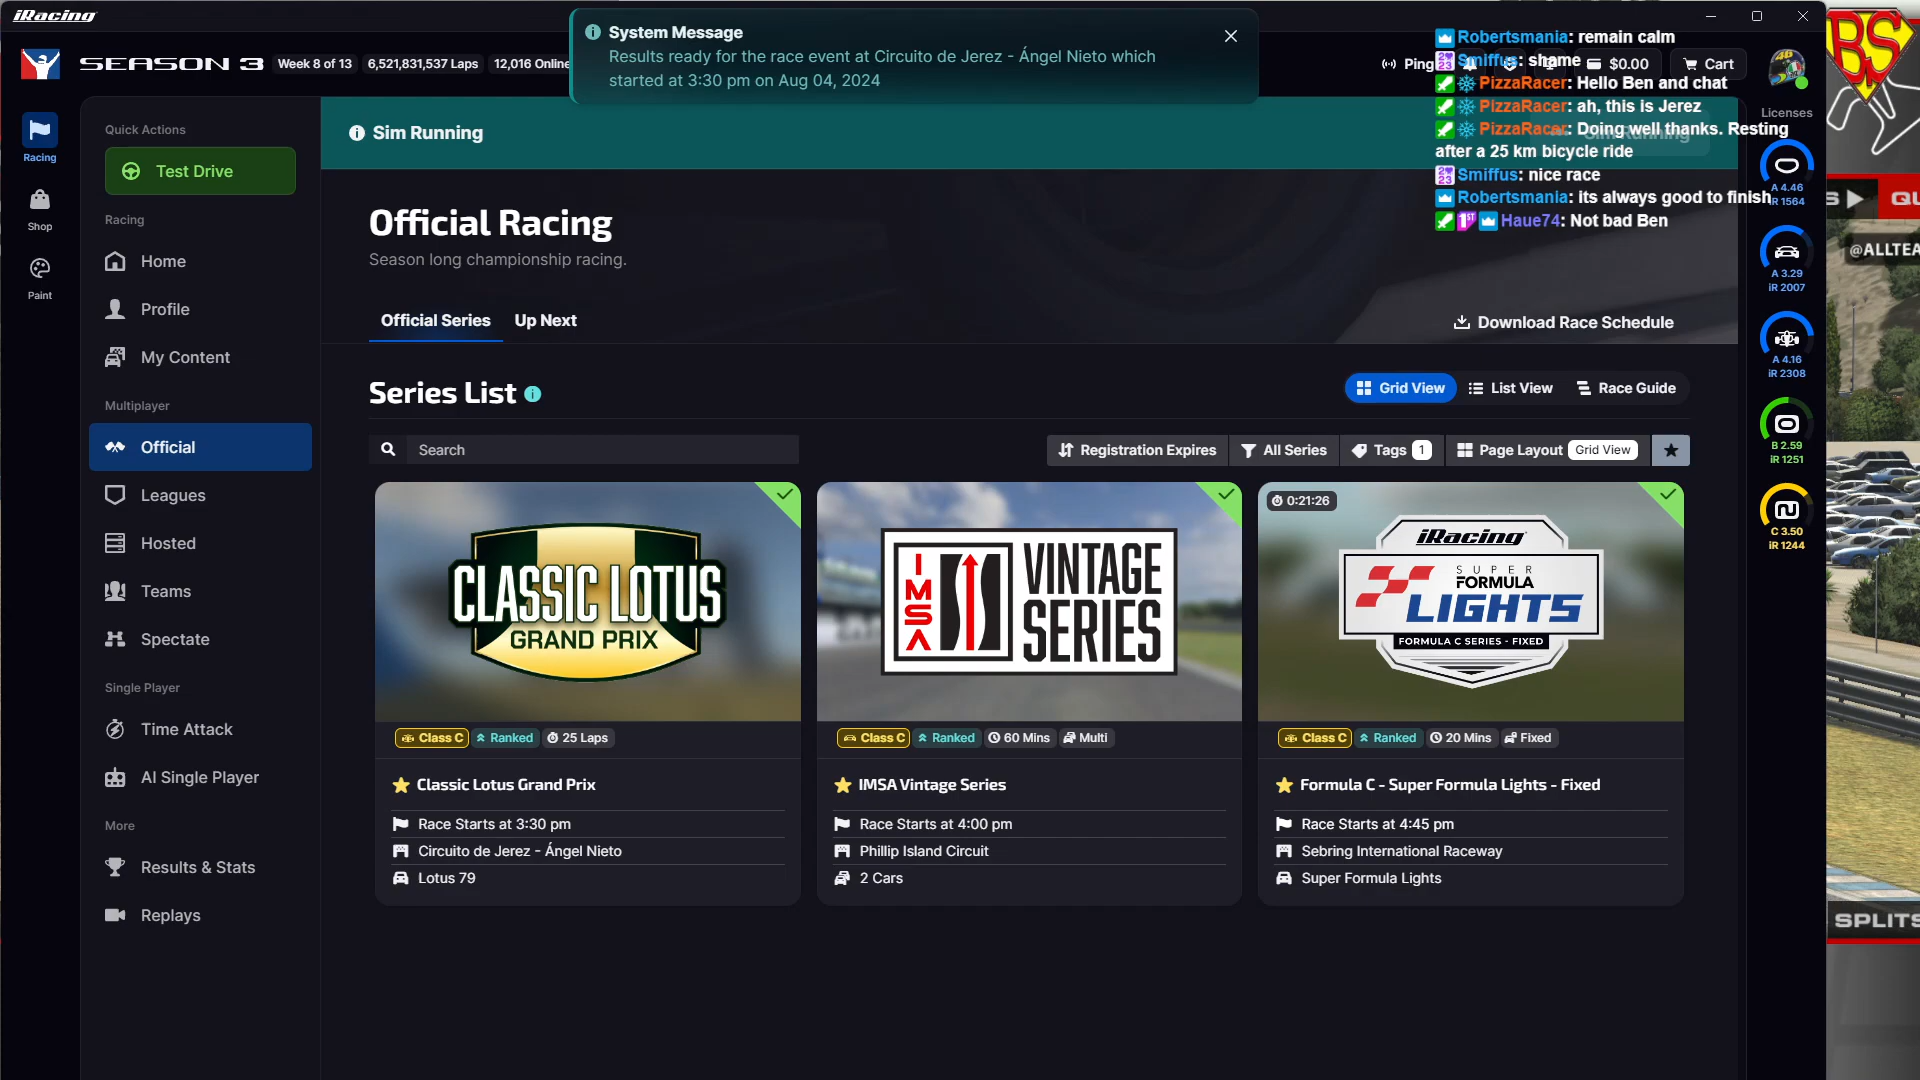 iRacing
SEASON 3
Week 8 of 13
6,521,831,537 Laps
12,016 Online
System Message
Results ready for the race event at Circuito de Jerez - Ángel Nieto which
started at 3:30 pm on Aug 04, 2024
Ping
$0.00
Cart
Robertsmania: remain calm
Smiffus: shame
PizzaRacer: Hello Ben and chat
PizzaRacer: ah, this is Jerez
PizzaRacer: Doing well thanks. Resting
after a 25 km bicycle ride
Smiffus: nice race
Robertsmania: its always good to finish
Haue74: Not bad Ben
Racing
Shop
Paint
Quick Actions
Test Drive
Racing
Home
Profile
My Content
Multiplayer
Official
Leagues
Hosted
Teams
Spectate
Single Player
Time Attack
AI Single Player
More
Results & Stats
Replays
Sim Running
Sim Running
Official Racing
Season long championship racing.
Official Series
Up Next
Download Race Schedule
Series List
Grid View
List View
Race Guide
Search
Registration Expires
All Series
Tags 1
Page Layout Grid View
CLASSIC LOTUS
GRAND PRIX
Class C
Ranked
25 Laps
Classic Lotus Grand Prix
Race Starts at 3:30 pm
Circuito de Jerez - Ángel Nieto
Lotus 79
IMSA
VINTAGE
SERIES
Class C
Ranked
60 Mins
Multi
IMSA Vintage Series
Race Starts at 4:00 pm
Phillip Island Circuit
2 Cars
0:21:26
iRacing
SUPER
FORMULA
LIGHTS
FORMULA C SERIES - FIXED
Class C
Ranked
20 Mins
Fixed
Formula C - Super Formula Lights - Fixed
Race Starts at 4:45 pm
Sebring International Raceway
Super Formula Lights
Licenses
A 4.46
iR 1564
A 3.29
iR 2007
A 4.16
iR 2308
B 2.59
iR 1251
C 3.50
iR 1244
BS
S
QU
@ALLTEA
SPLITS